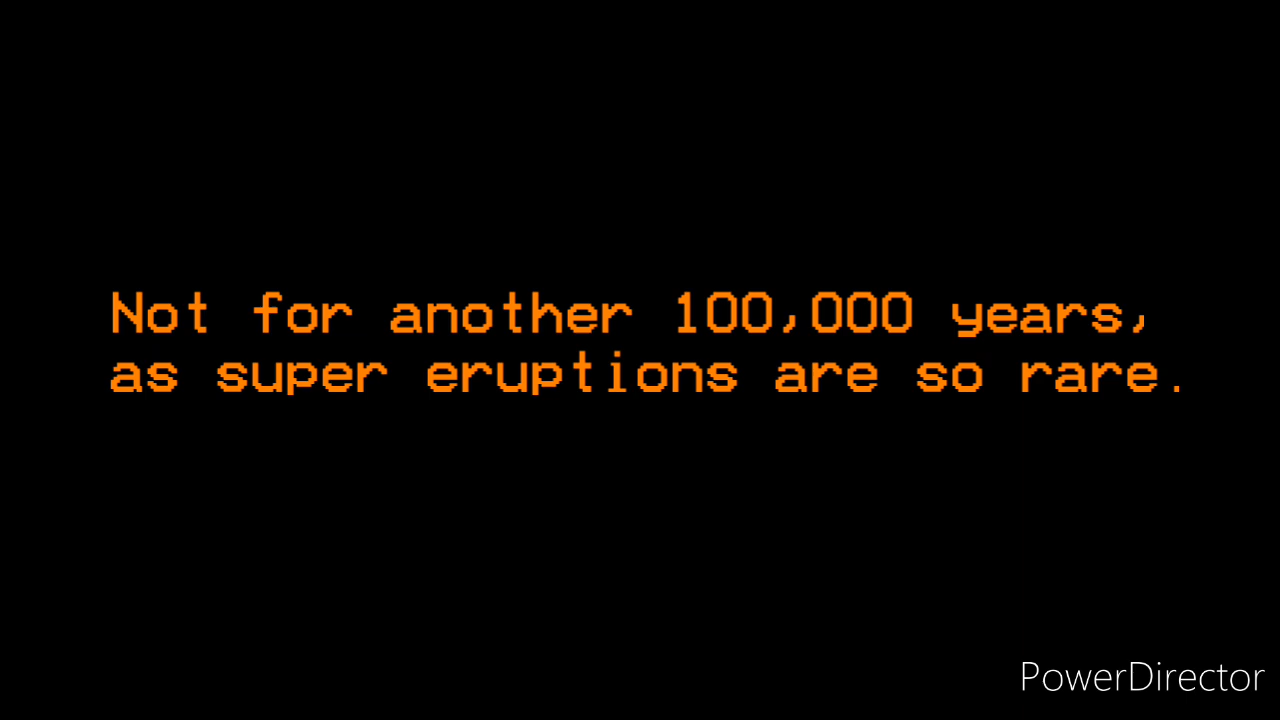 Not for another 100,000 years,
as super eruptions are so rare.
PowerDirector